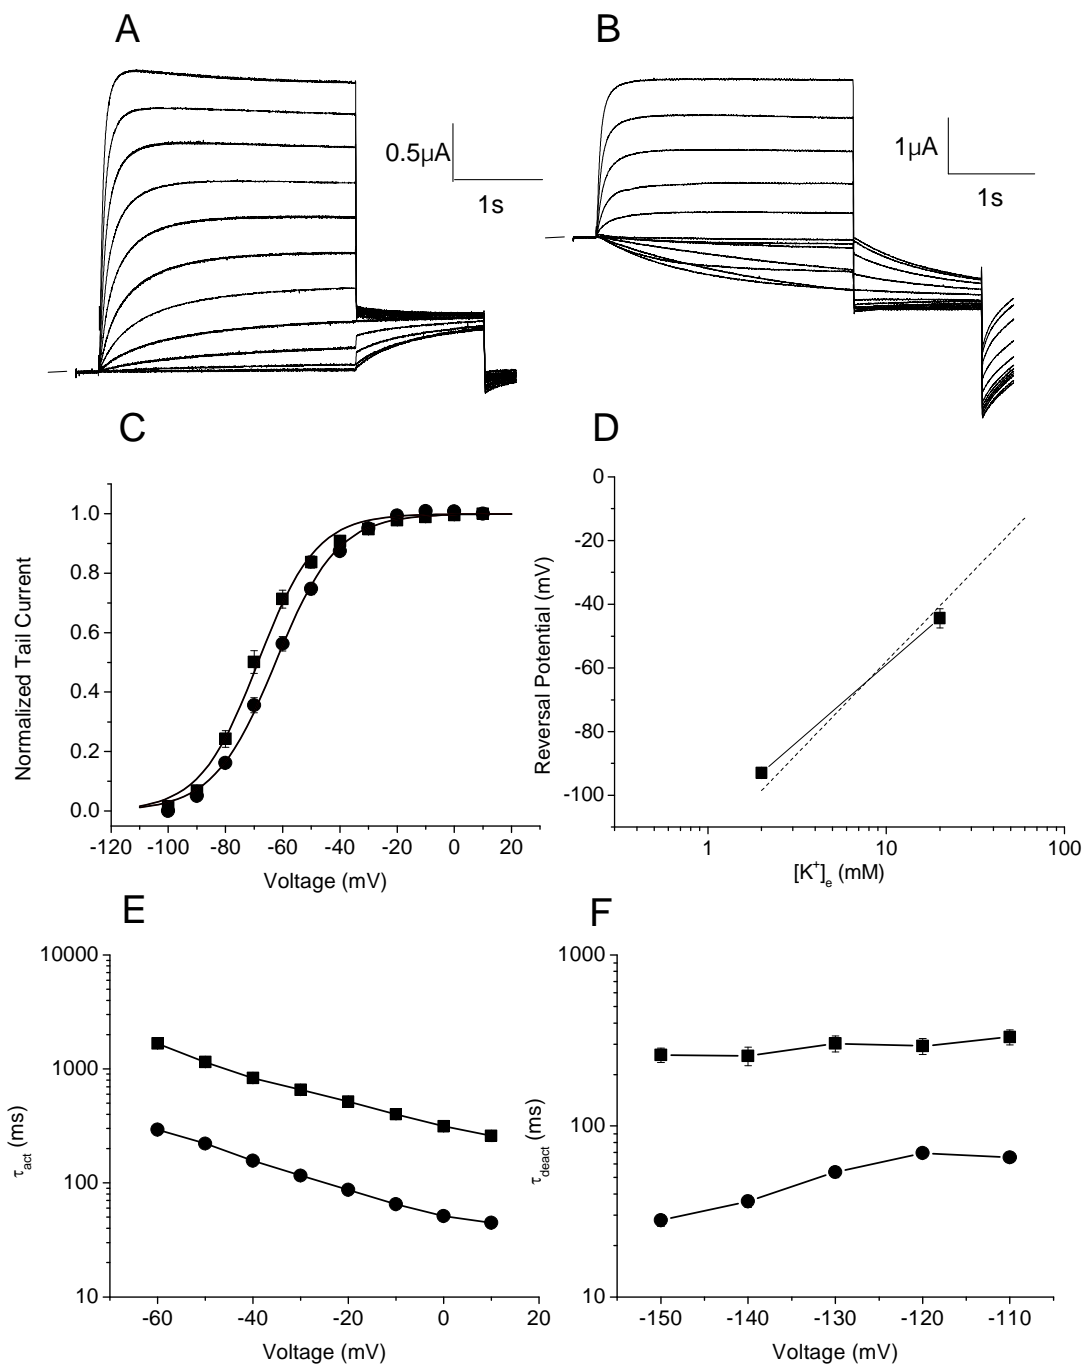 A
0.5µA
1s
B
1µA
1s
C
1.0
0.8
0.6
0.4
0.2
0.0
Normalized Tail Current
-120 -100 -80 -60 -40 -20 0 20
Voltage (mV)
D
0
-20
-40
-60
-80
-100
Reversal Potential (mV)
1 10 100
[K+]e (mM)
E
10000
1000
100
10
τact (ms)
-60 -40 -20 0 20
Voltage (mV)
F
1000
100
10
τdeact (ms)
-150 -140 -130 -120 -110
Voltage (mV)